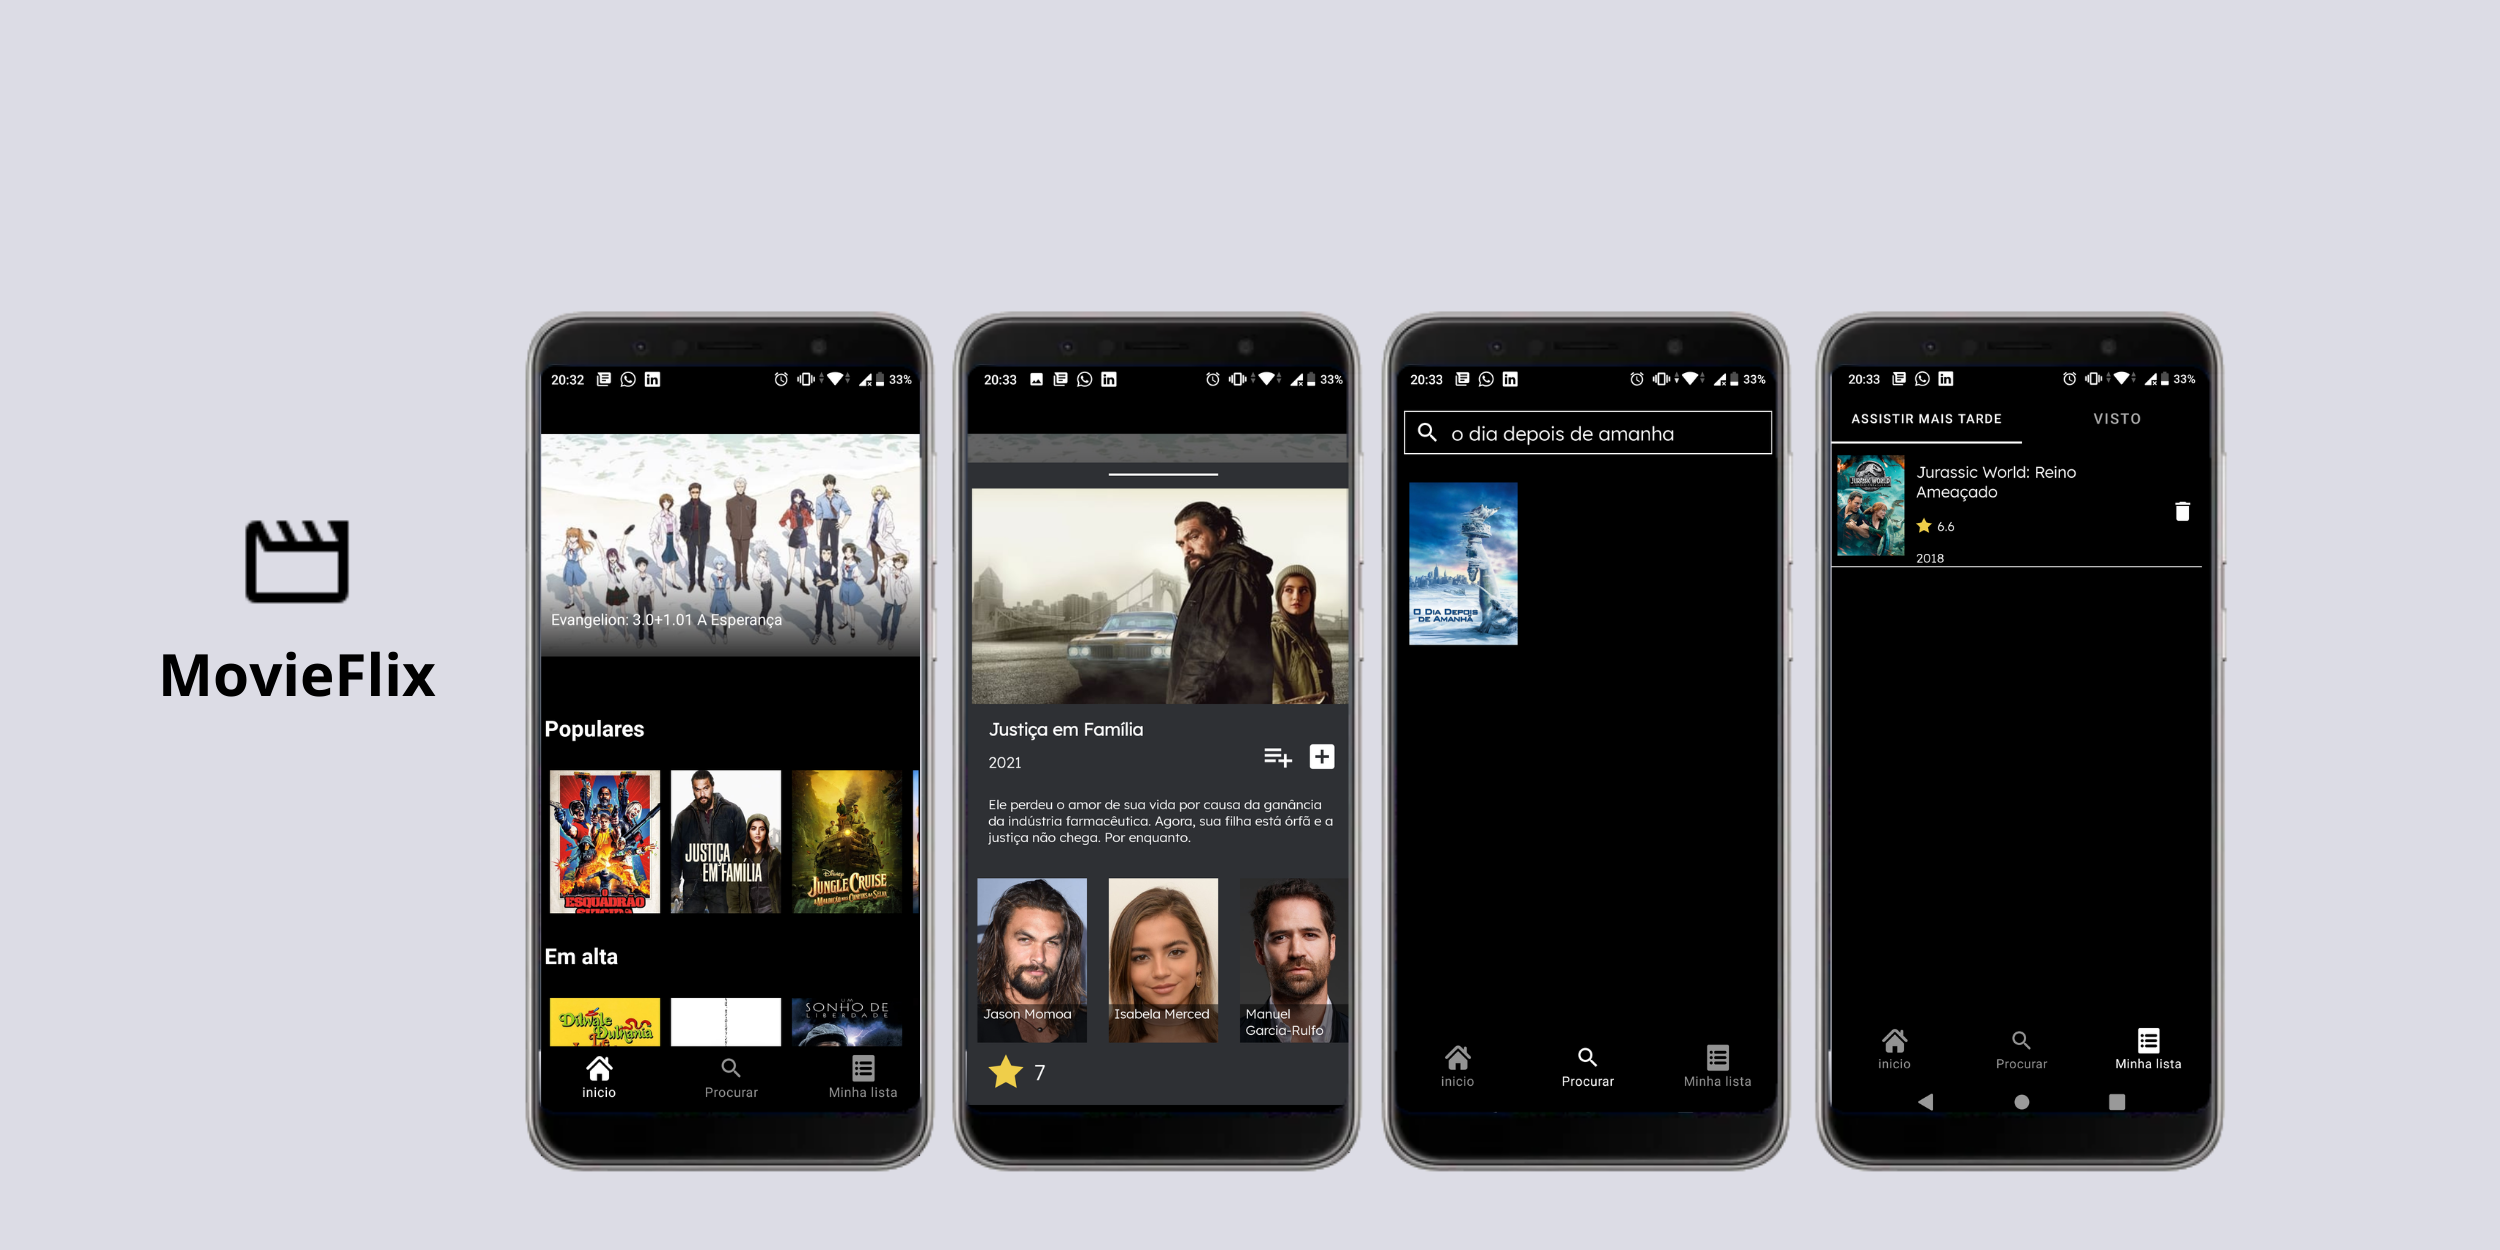 MovieFlix
20:32
33%
Evangelion: 3.0+1.01 A Esperança
Populares
O
ESQUADRÃO
SUICIDA
JUSTIÇA
EM FAMÍLIA
Disney
JUNGLE CRUISE
Em alta
Dilwale
Dulhania
UM
SONHO DE
LIBERDADE
inicio
Procurar
Minha lista
20:33
33%
Justiça em Família
2021
Ele perdeu o amor de sua vida por causa da ganância
da indústria farmacêutica. Agora, sua filha está órfã e a
justiça não chega. Por enquanto.
Jason Momoa
Isabela Merced
Manuel
Garcia-Rulfo
7
20:33
33%
o dia depois de amanha
O DIA DEPOIS
DE AMANHÃ
inicio
Procurar
Minha lista
20:33
33%
ASSISTIR MAIS TARDE
VISTO
JURASSIC WORLD
Jurassic World: Reino
Ameaçado
6.6
2018
inicio
Procurar
Minha lista